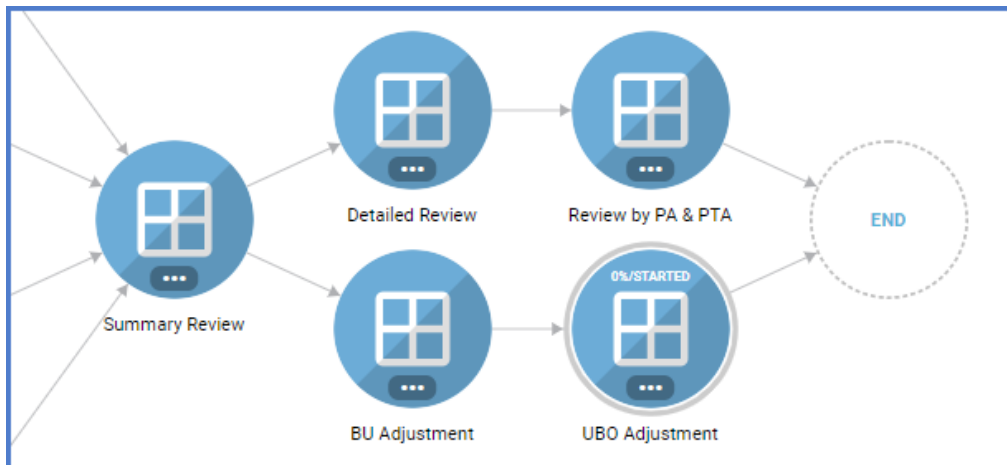 Detailed Review
Review by PA & PTA
END
Summary Review
0%/STARTED
BU Adjustment
UBO Adjustment